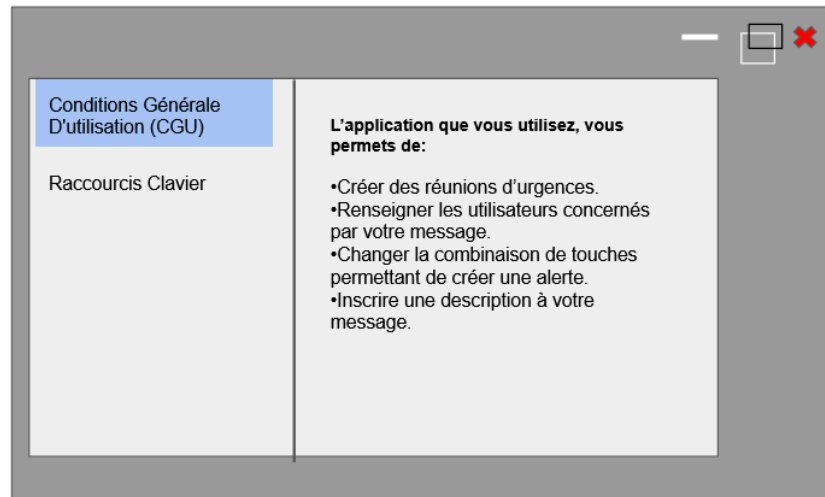 Conditions Générale
D'utilisation (CGU)
Raccourcis Clavier
L'application que vous utilisez, vous
permets de:
•Créer des réunions d'urgences.
•Renseigner les utilisateurs concernés
par votre message.
•Changer la combinaison de touches
permettant de créer une alerte.
•Inscrire une description à votre
message.